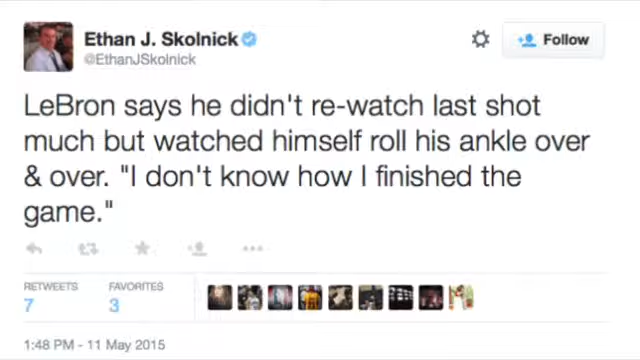 Ethan J. Skolnick
@EthanJSkolnick
Follow
LeBron says he didn't re-watch last shot
much but watched himself roll his ankle over
& over. "I don't know how I finished the
game."
RETWEETS FAVORITES
7 3
1:48 PM - 11 May 2015